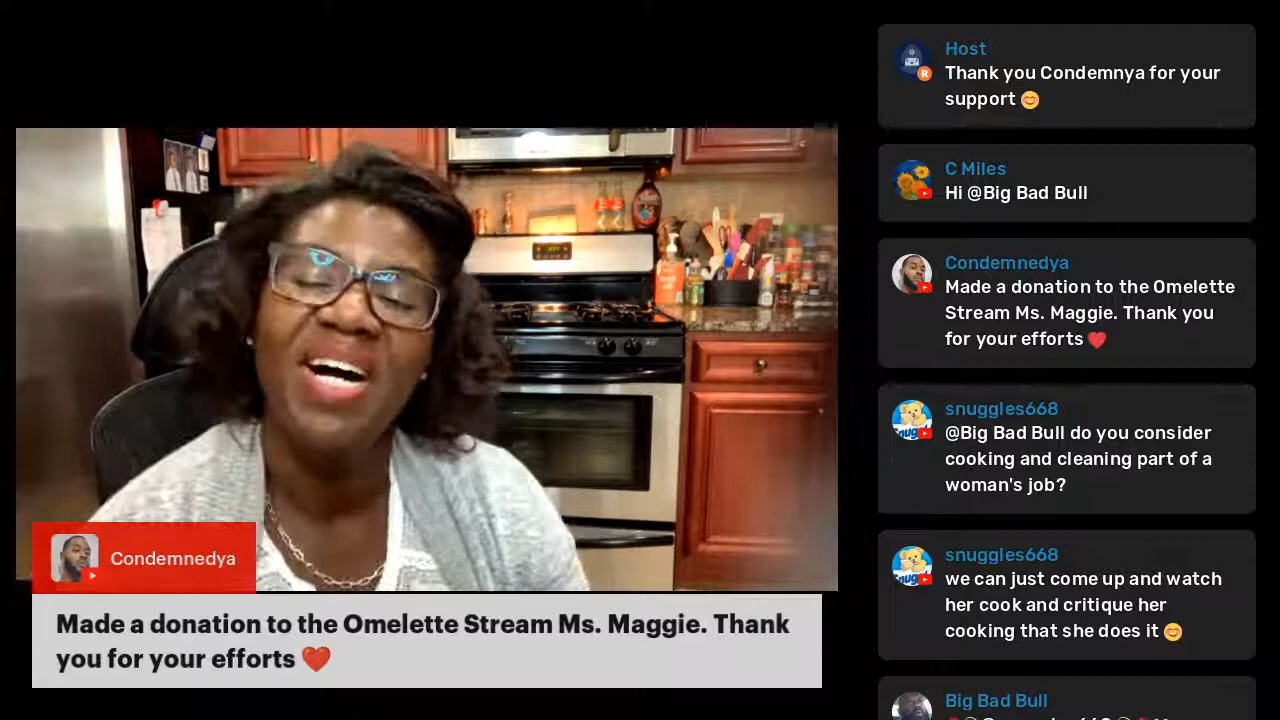 Host
Thank you Condemnya for your
support 😊
C Miles
Hi @Big Bad Bull
Condemnedya
Made a donation to the Omelette
Stream Ms. Maggie. Thank you
for your efforts ❤️
snuggles668
@Big Bad Bull do you consider
cooking and cleaning part of a
woman's job?
snuggles668
we can just come up and watch
her cook and critique her
cooking that she does it 😊
Big Bad Bull
Condemnedya
Made a donation to the Omelette Stream Ms. Maggie. Thank
you for your efforts ❤️